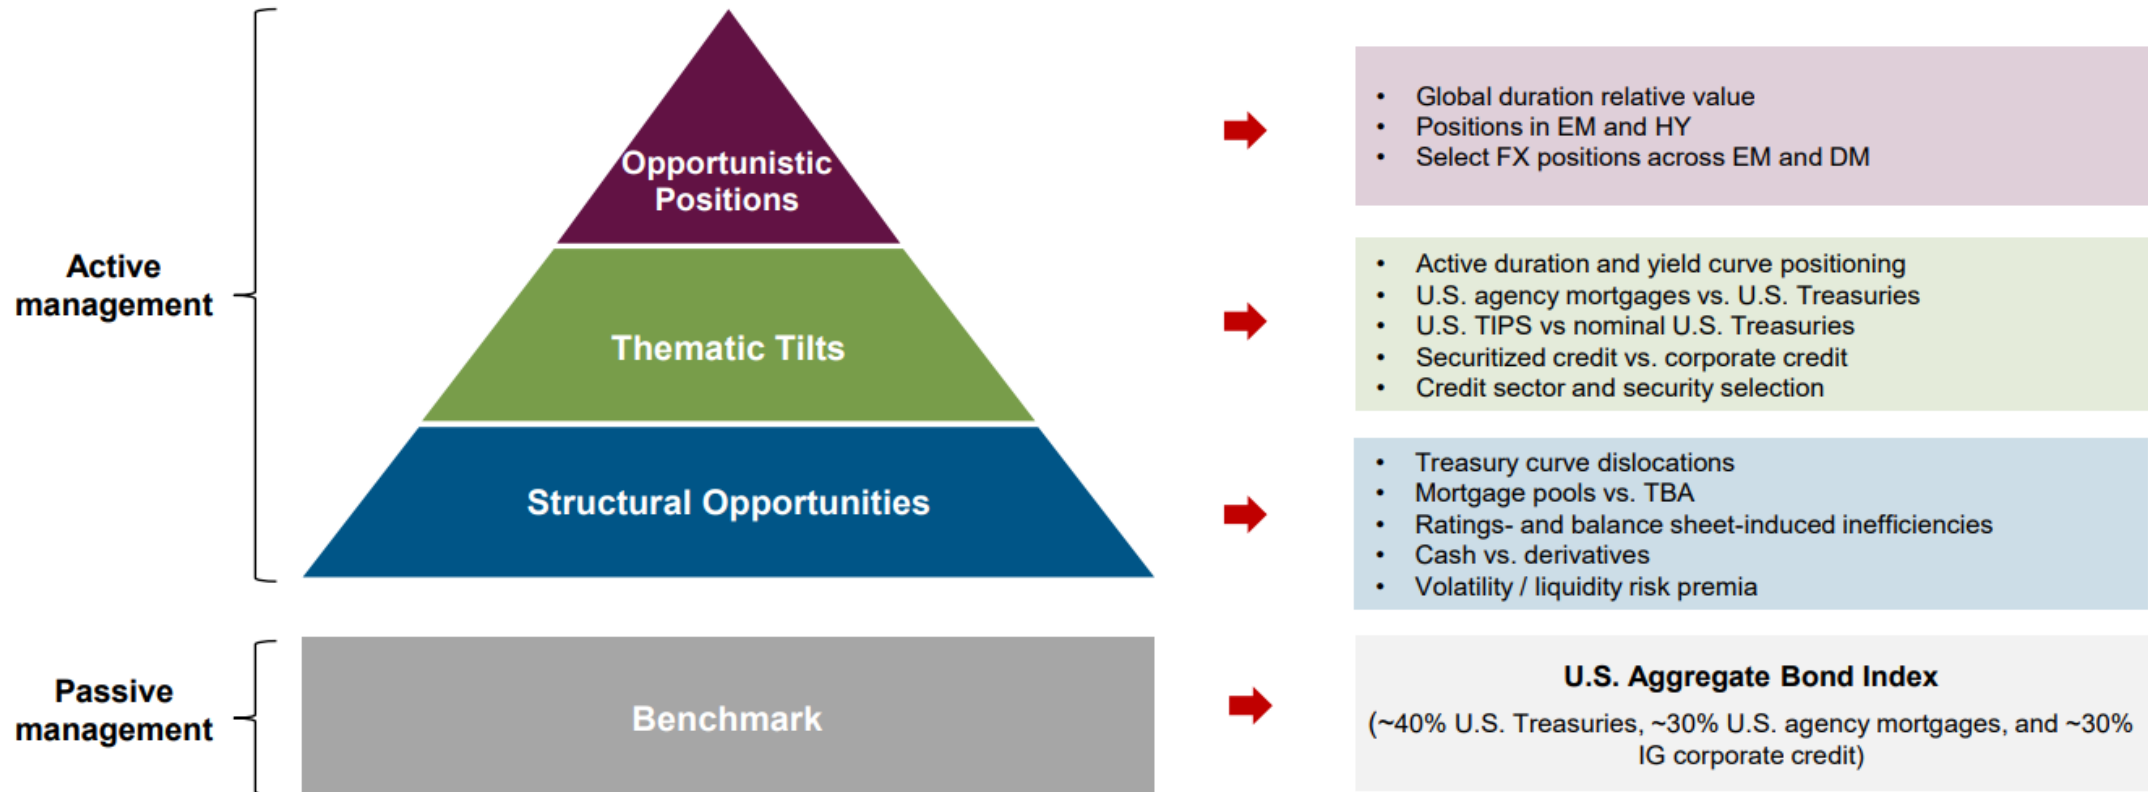 Active
management
Opportunistic
Positions
• Global duration relative value
• Positions in EM and HY
• Select FX positions across EM and DM
Thematic Tilts
• Active duration and yield curve positioning
• U.S. agency mortgages vs. U.S. Treasuries
• U.S. TIPS vs nominal U.S. Treasuries
• Securitized credit vs. corporate credit
• Credit sector and security selection
Structural Opportunities
• Treasury curve dislocations
• Mortgage pools vs. TBA
• Ratings- and balance sheet-induced inefficiencies
• Cash vs. derivatives
• Volatility / liquidity risk premia
Passive
management
Benchmark
U.S. Aggregate Bond Index
(~40% U.S. Treasuries, ~30% U.S. agency mortgages, and ~30%
IG corporate credit)